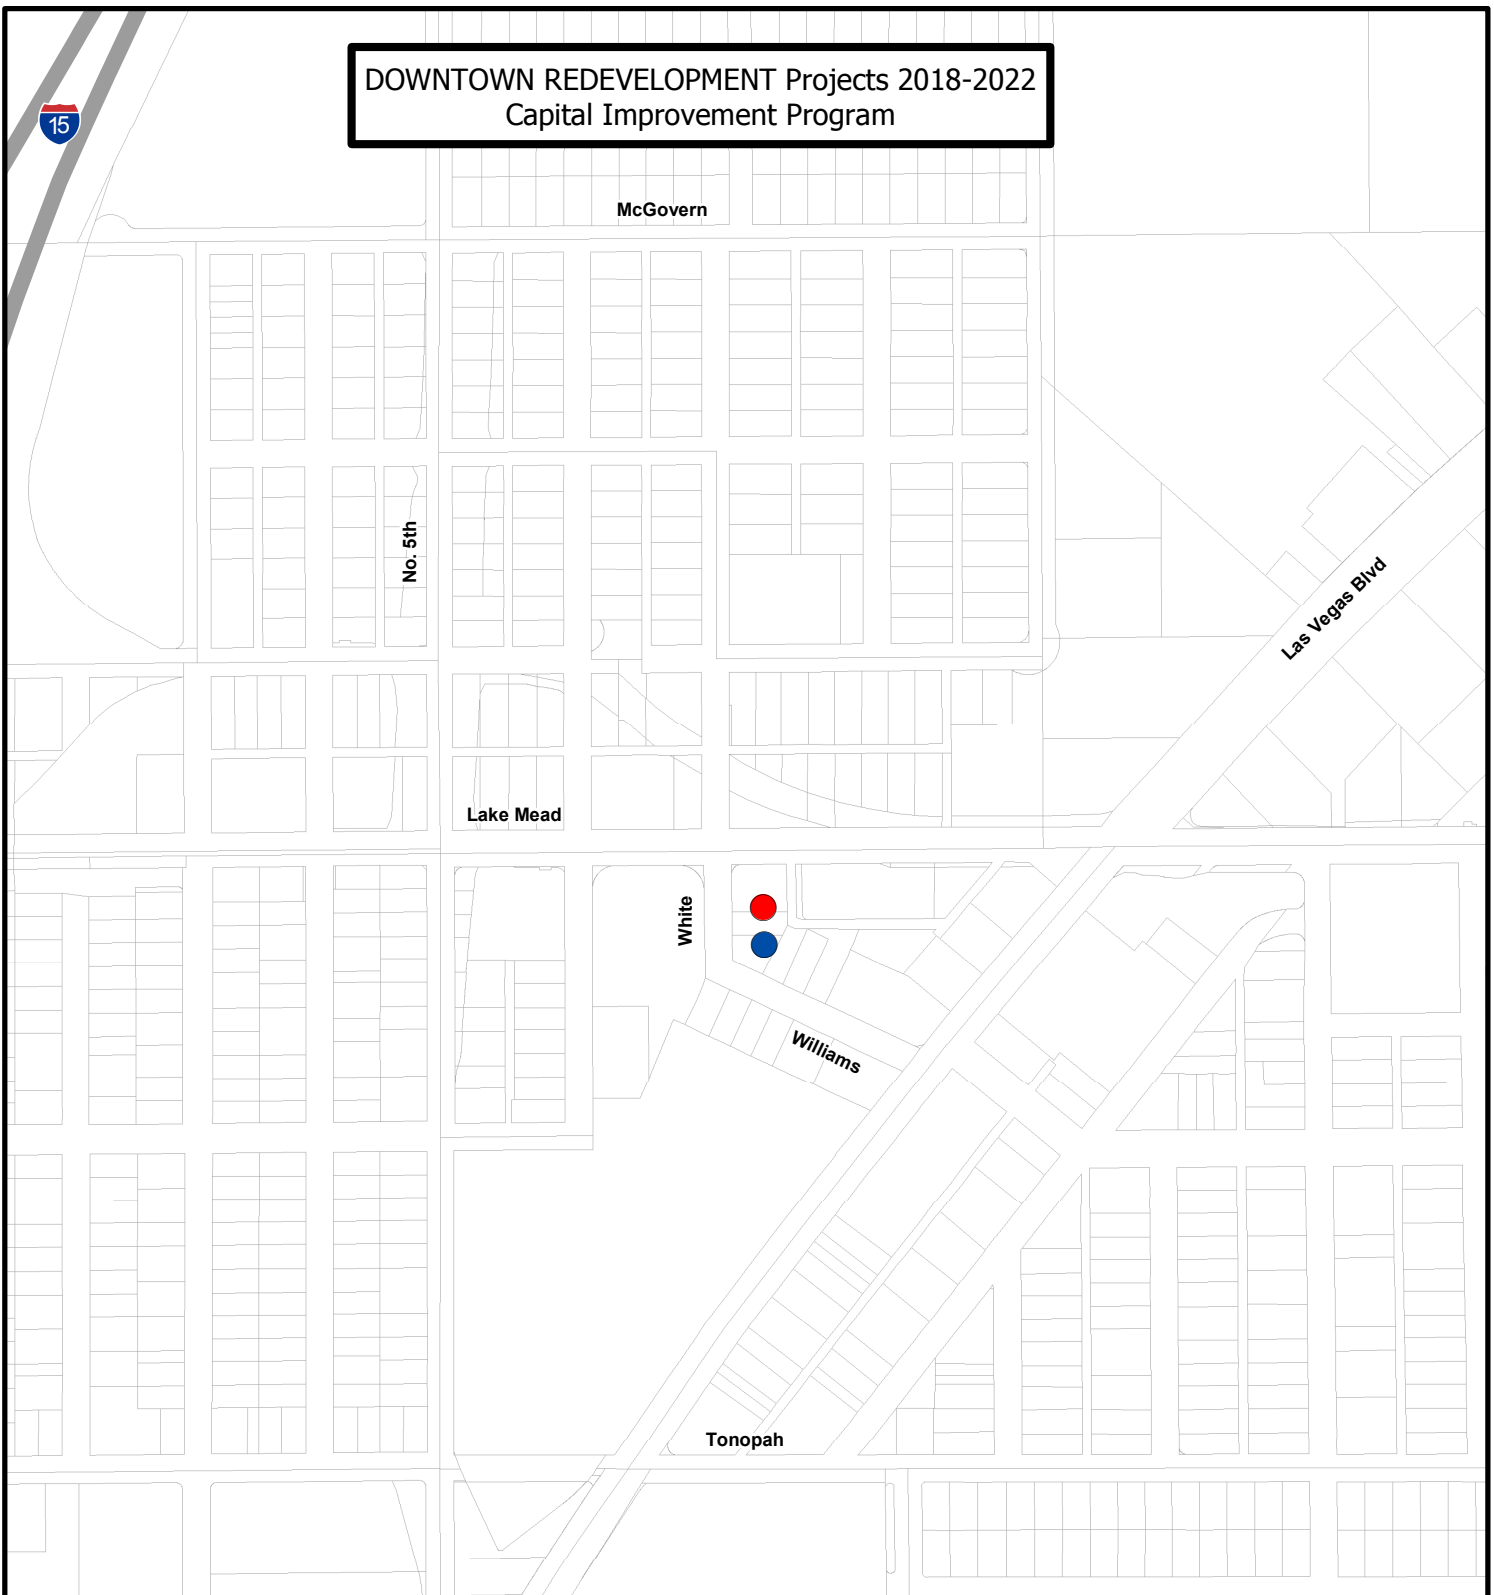 DOWNTOWN REDEVELOPMENT Projects 2018-2022
Capital Improvement Program
15
McGovern
No. 5th
Las Vegas Blvd
Lake Mead
White
Williams
Tonopah